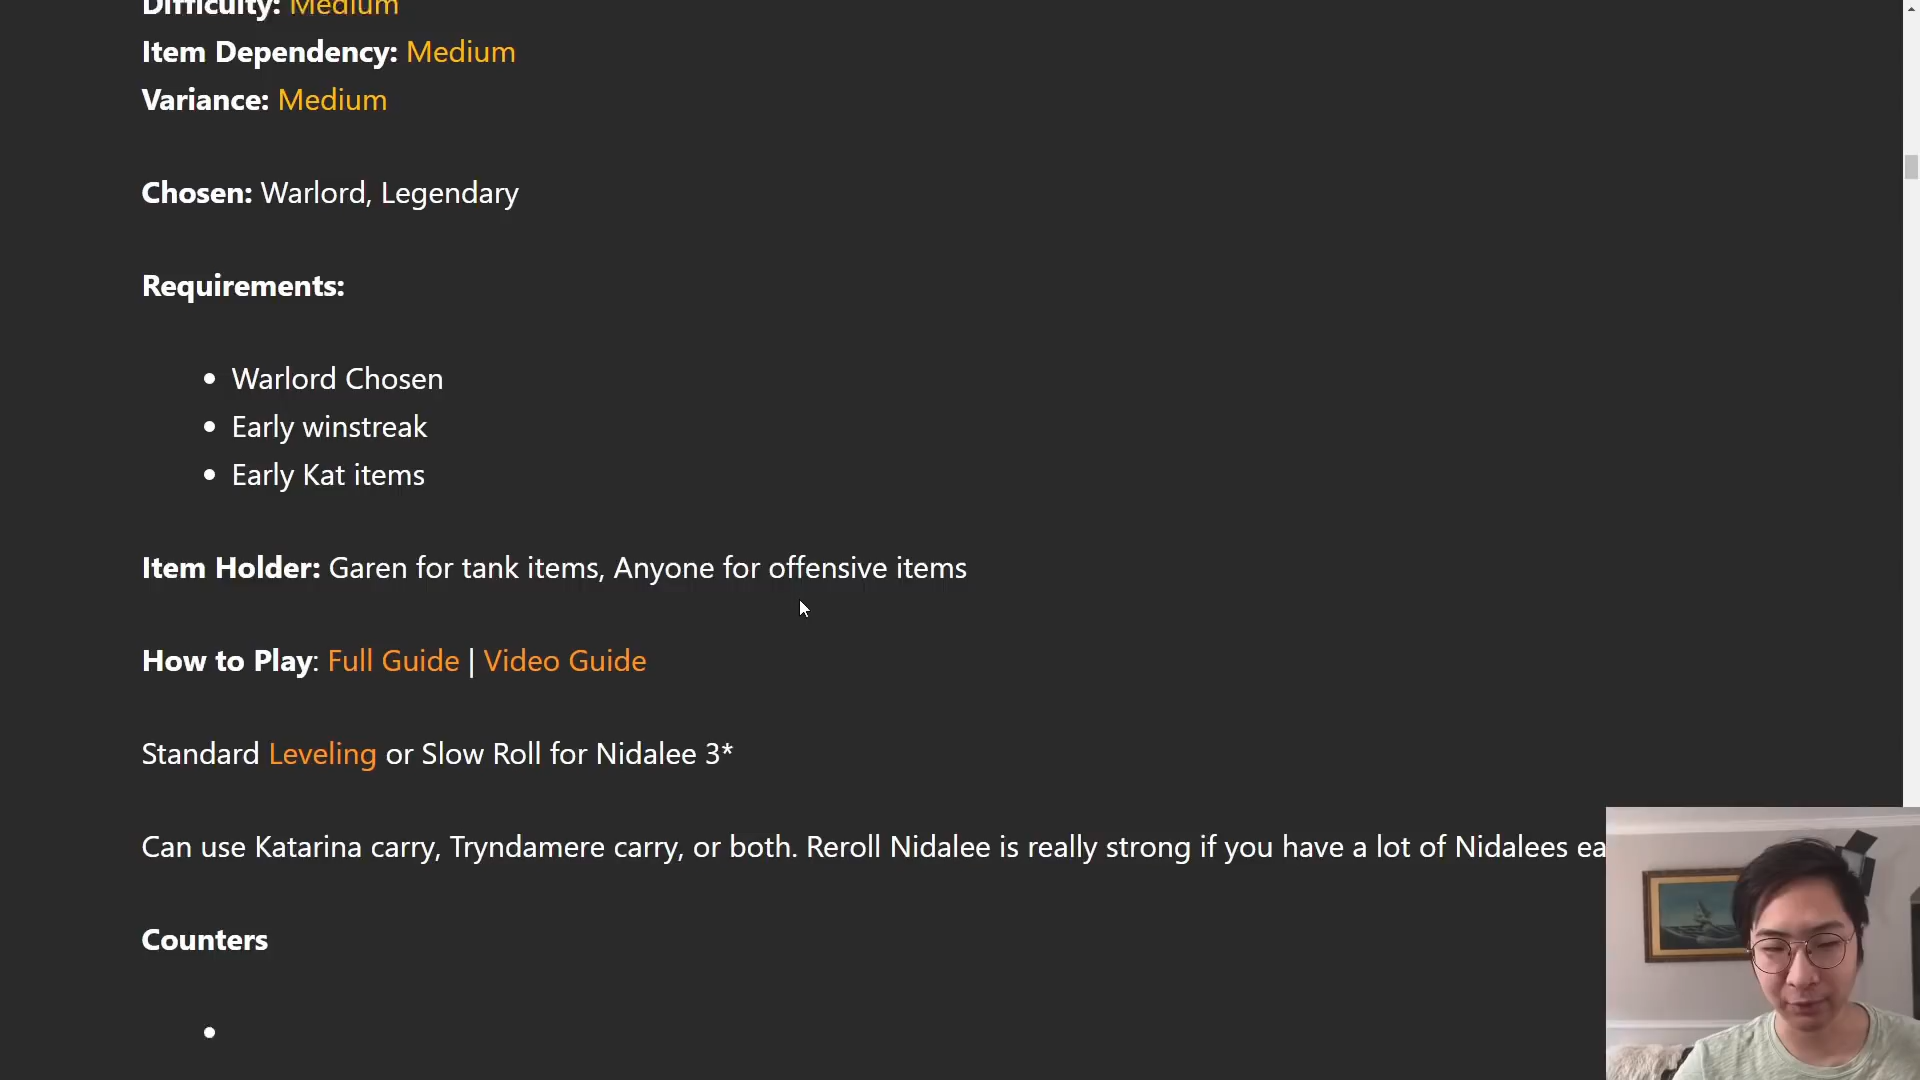 Difficulty: Medium
Item Dependency: Medium
Variance: Medium
Chosen: Warlord, Legendary
Requirements:
• Warlord Chosen
• Early winstreak
• Early Kat items
Item Holder: Garen for tank items, Anyone for offensive items
How to Play: Full Guide | Video Guide
Standard Leveling or Slow Roll for Nidalee 3*
Can use Katarina carry, Tryndamere carry, or both. Reroll Nidalee is really strong if you have a lot of Nidalees ea
Counters
•